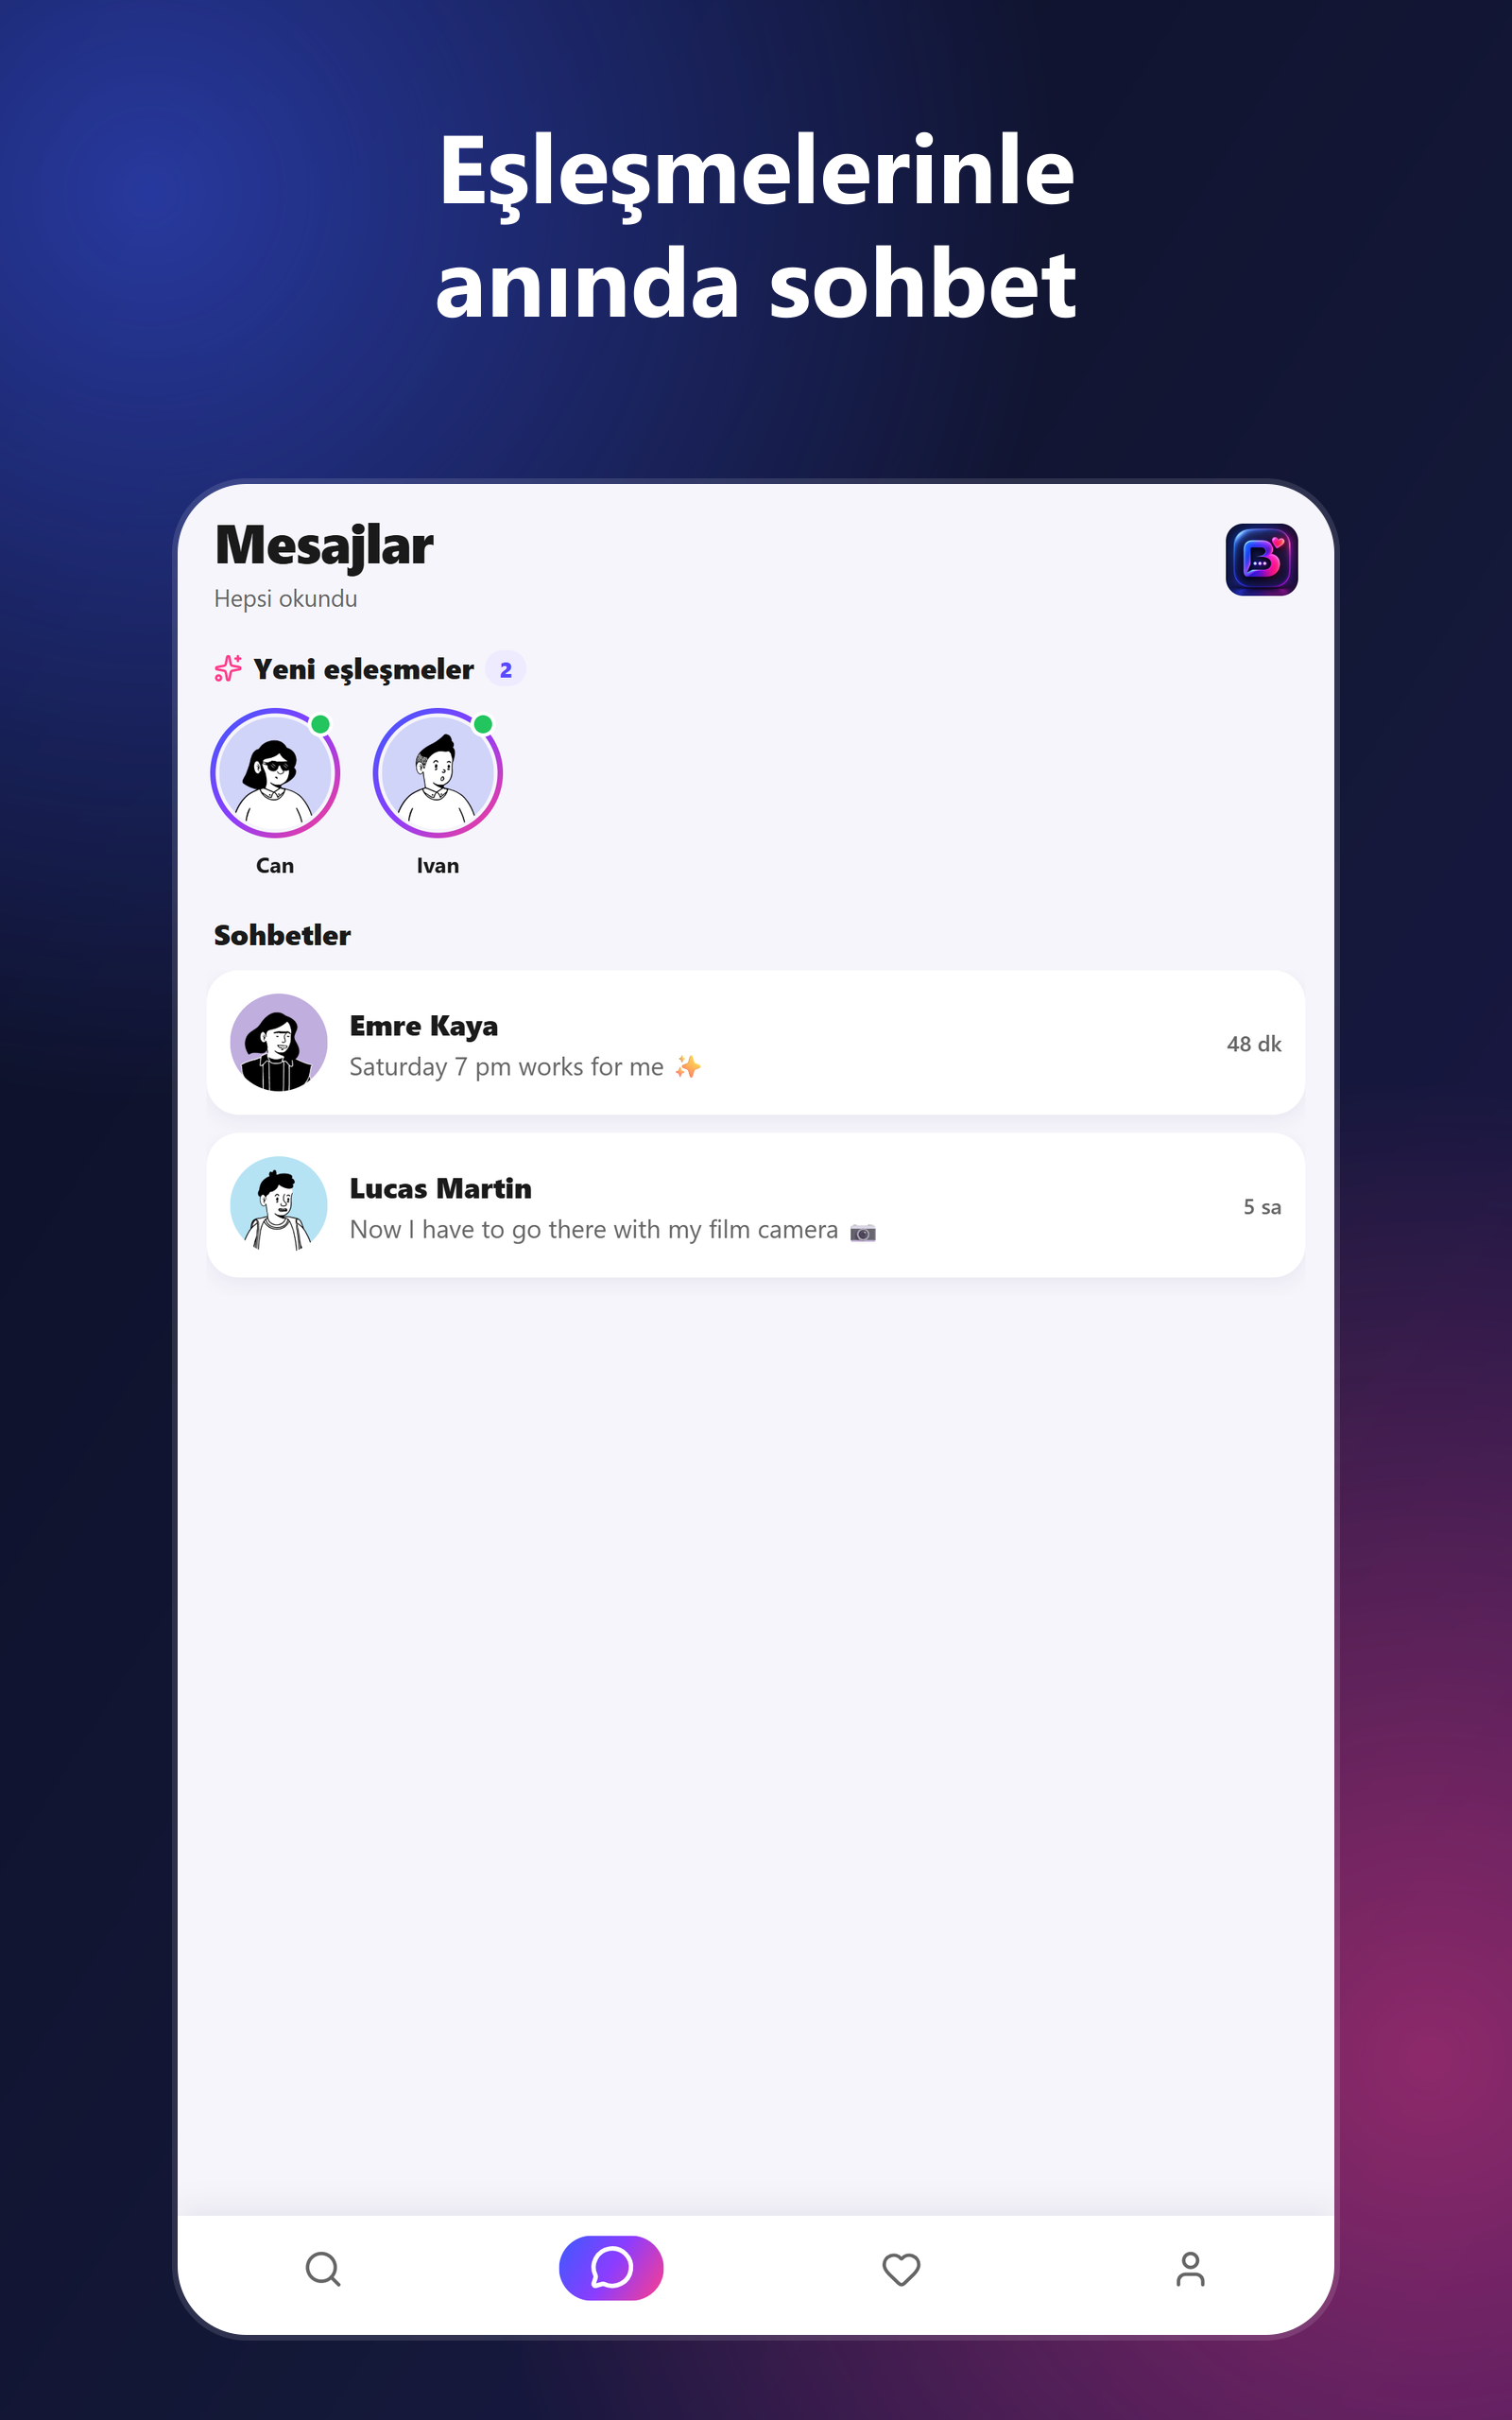 Eşleşmelerinle
anında sohbet
Mesajlar
Hepsi okundu
Yeni eşleşmeler 2
Can
Ivan
Sohbetler
Emre Kaya
Saturday 7 pm works for me ✨
48 dk
Lucas Martin
Now I have to go there with my film camera 📷
5 sa